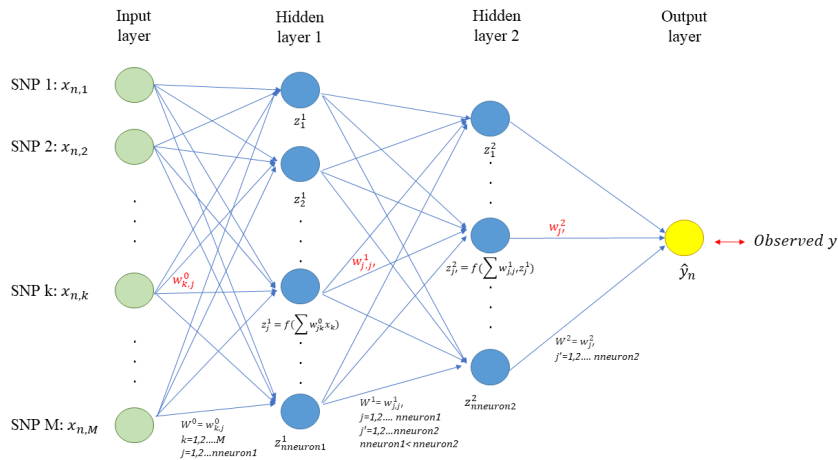 Input layer
Hidden layer 1
Hidden layer 2
Output layer
SNP 1: x_{n,1}
SNP 2: x_{n,2}
SNP k: x_{n,k}
SNP M: x_{n,M}
w^0_{k,j}
z^1_1
z^1_2
z^1_j = f(∑ w^0_{jk} x_k)
z^1_{nneuron1}
W^0= w^0_{k,j}
k=1,2....M
j=1,2...nneuron1
w^1_{j,j′}
z^2_1
z^2_{j′} = f(∑ w^1_{j,j′} z^1_j)
z^2_{nneuron2}
W^1= w^1_{j,j′}
j=1,2.... nneuron1
j'=1,2...nneuron2
nneuron1< nneuron2
w^2_{j′}
W^2= w^2_{j′}
j'=1,2.... nneuron2
ŷ_n
Observed y